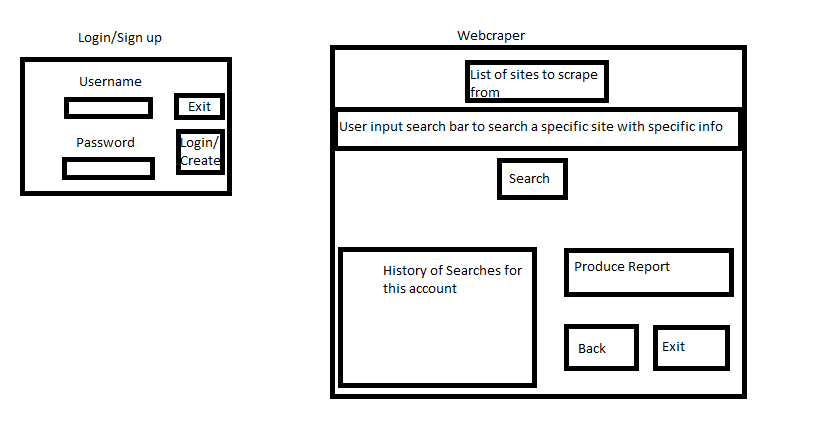 Login/Sign up
Username
Exit
Password
Login/
Create
Webcraper
List of sites to scrape
from
User input search bar to search a specific site with specific info
Search
History of Searches for
this account
Produce Report
Back
Exit